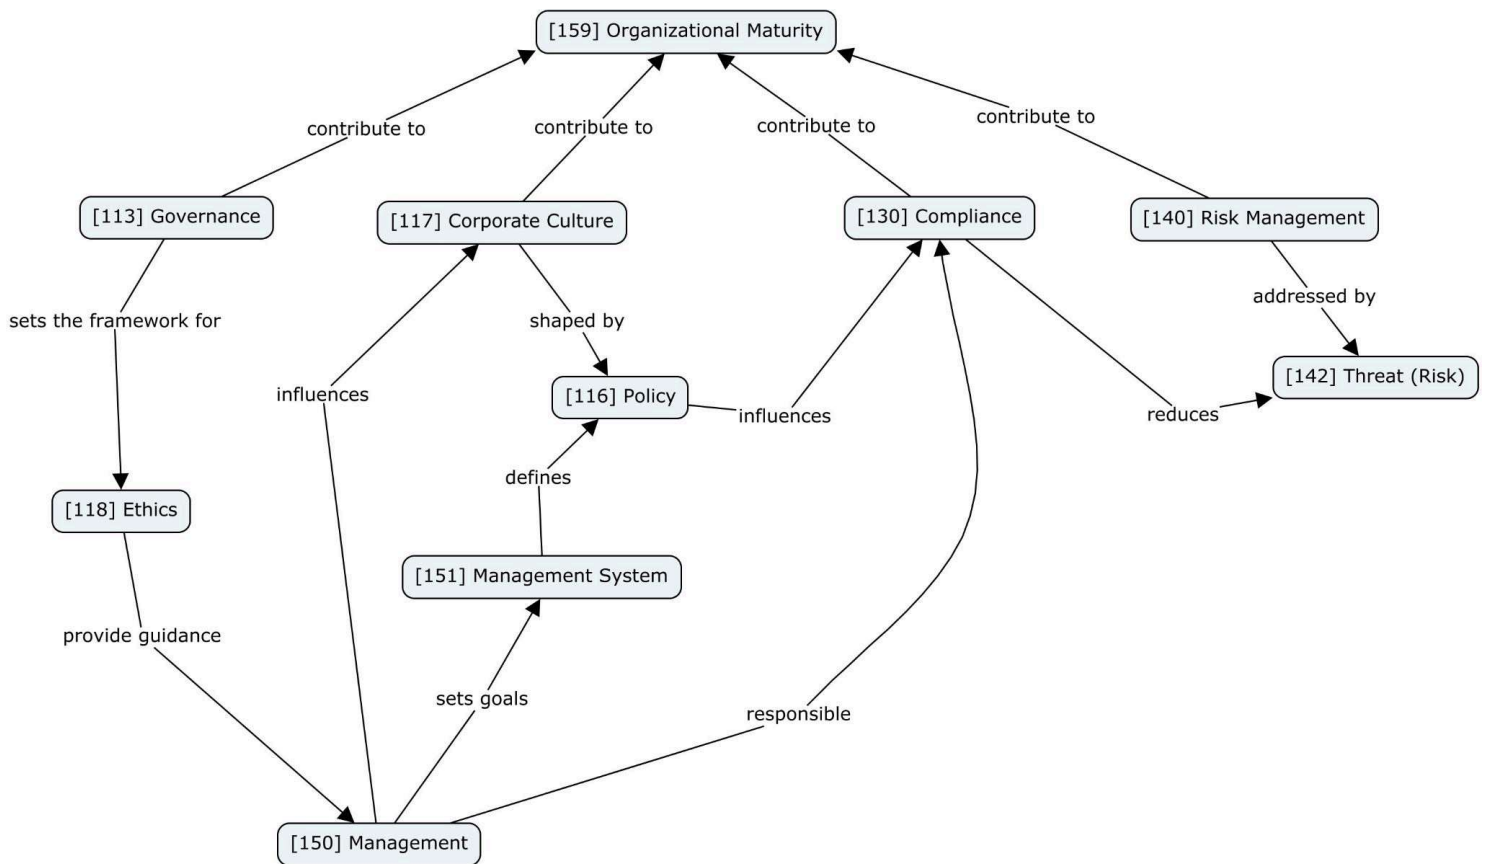 [159] Organizational Maturity
contribute to
contribute to
contribute to
contribute to
[113] Governance
[117] Corporate Culture
[130] Compliance
[140] Risk Management
sets the framework for
shaped by
addressed by
influences
[116] Policy
influences
[142] Threat (Risk)
reduces
defines
[118] Ethics
[151] Management System
provide guidance
sets goals
responsible
[150] Management